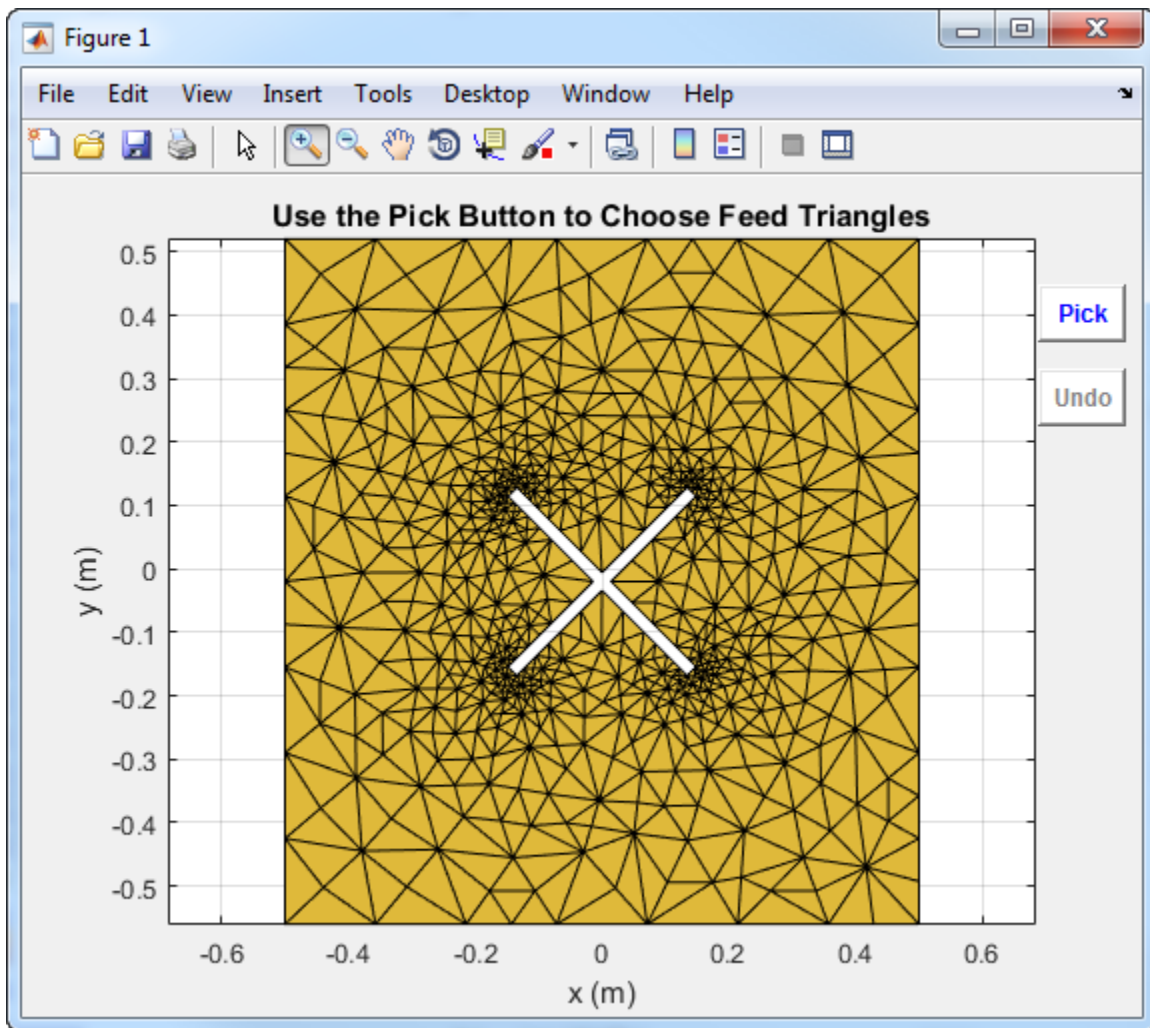 Figure 1
File Edit View Insert Tools Desktop Window Help
Use the Pick Button to Choose Feed Triangles
0.5
0.4
0.3
0.2
0.1
0
-0.1
-0.2
-0.3
-0.4
-0.5
y (m)
Pick
Undo
-0.6 -0.4 -0.2 0 0.2 0.4 0.6
x (m)